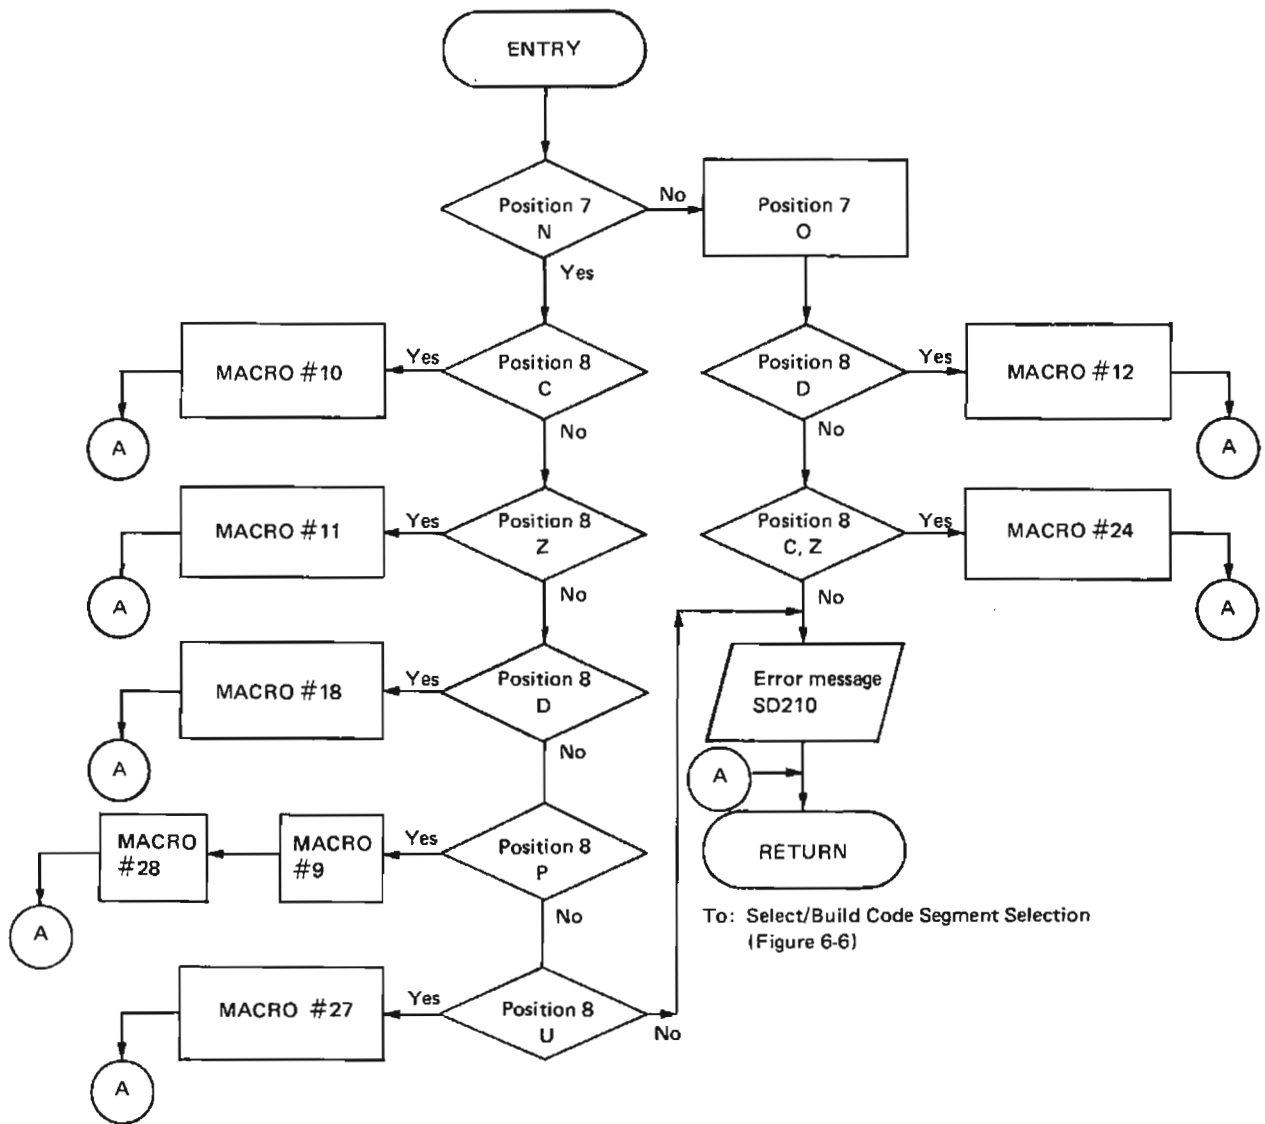 ENTRY
Position 7
N
No
Position 7
O
Yes
MACRO #10
Yes
Position 8
C
Position 8
D
Yes
MACRO #12
A
No
No
A
MACRO #11
Yes
Position 8
Z
Position 8
C, Z
Yes
MACRO #24
A
No
No
A
MACRO #18
Yes
Position 8
D
Error message
SD210
A
No
A
MACRO
#28
MACRO
#9
Yes
Position 8
P
RETURN
A
No
To: Select/Build Code Segment Selection
(Figure 6-6)
MACRO #27
Yes
Position 8
U
No
A